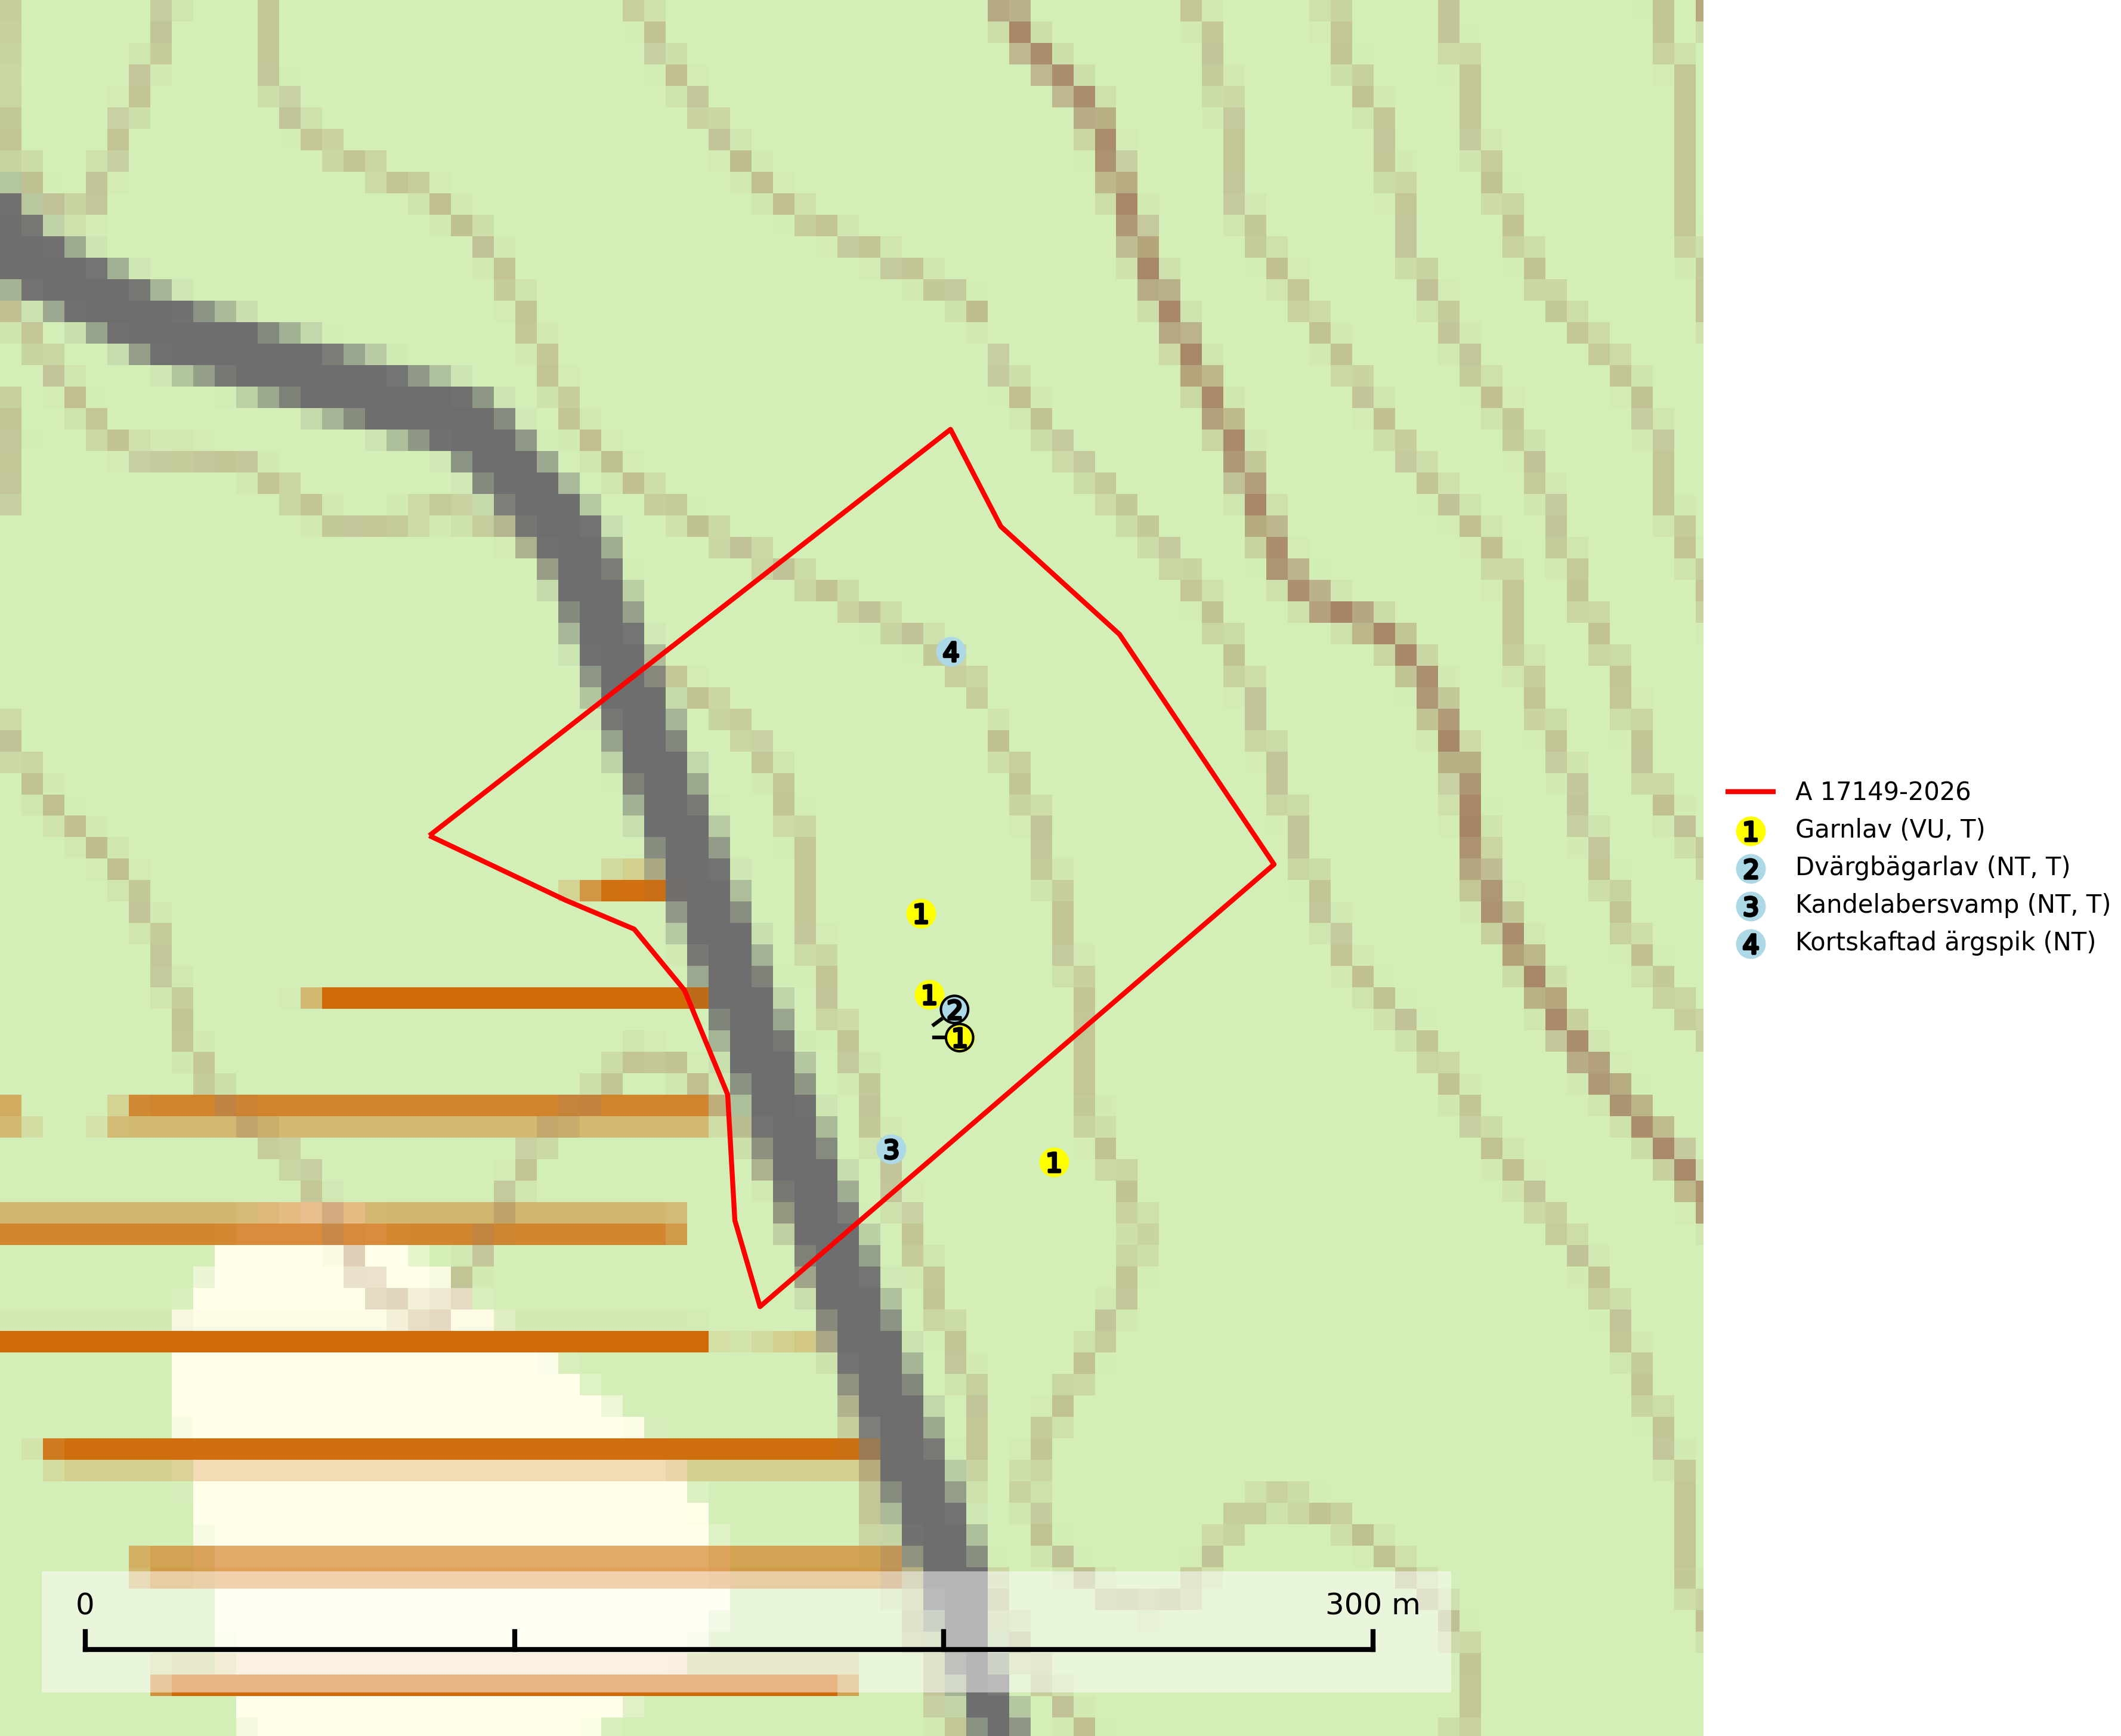 4
1
1
2
1
3
1
0 300 m
A 17149-2026
1 Garnlav (VU, T)
2 Dvärgbägarlav (NT, T)
3 Kandelabersvamp (NT, T)
4 Kortskaftad ärgspik (NT)